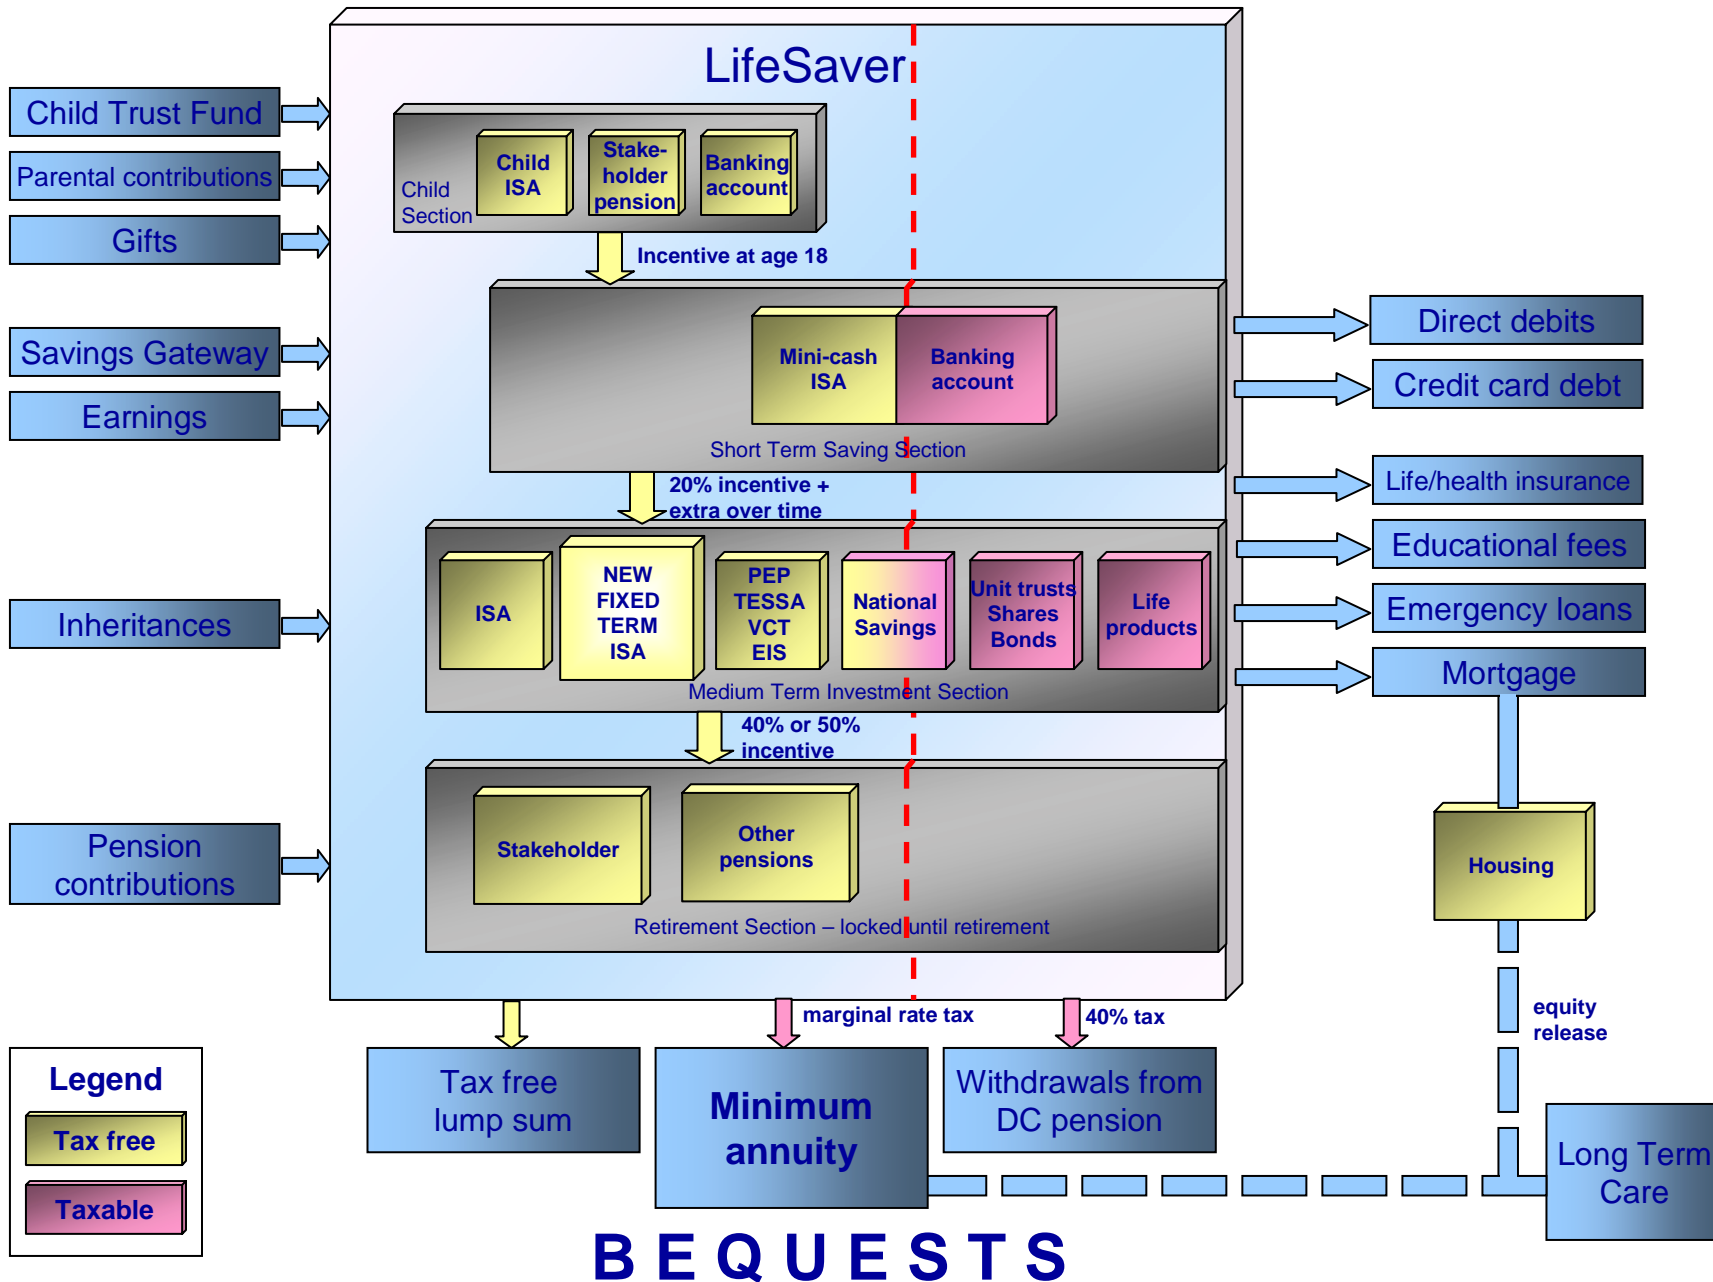 LifeSaver
Child Trust Fund
Parental contributions
Gifts
Savings Gateway
Earnings
Inheritances
Pension
contributions
Child
Section
Child
ISA
Stake-
holder
pension
Banking
account
Incentive at age 18
Mini-cash
ISA
Banking
account
Short Term Saving Section
20% incentive +
extra over time
ISA
NEW
FIXED
TERM
ISA
PEP
TESSA
VCT
EIS
National
Savings
Unit trusts
Shares
Bonds
Life
products
Medium Term Investment Section
40% or 50%
incentive
Stakeholder
Other
pensions
Retirement Section – locked until retirement
Direct debits
Credit card debt
Life/health insurance
Educational fees
Emergency loans
Mortgage
Housing
equity
release
Long Term
Care
marginal rate tax
40% tax
Tax free
lump sum
Minimum
annuity
Withdrawals from
DC pension
Legend
Tax free
Taxable
B E Q U E S T S